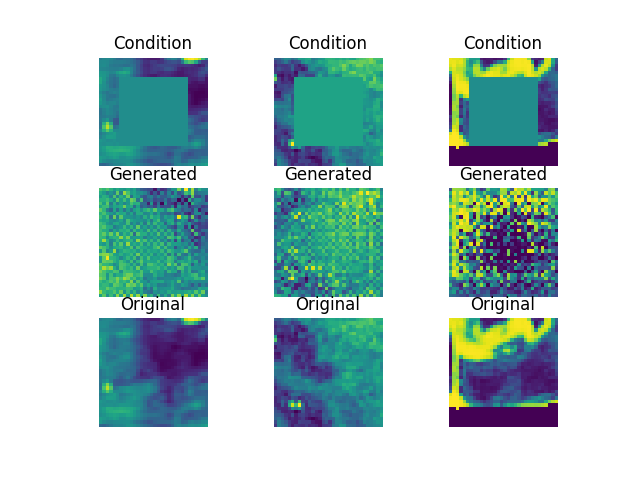 Condition Condition Condition
Generated Generated Generated
Original Original Original